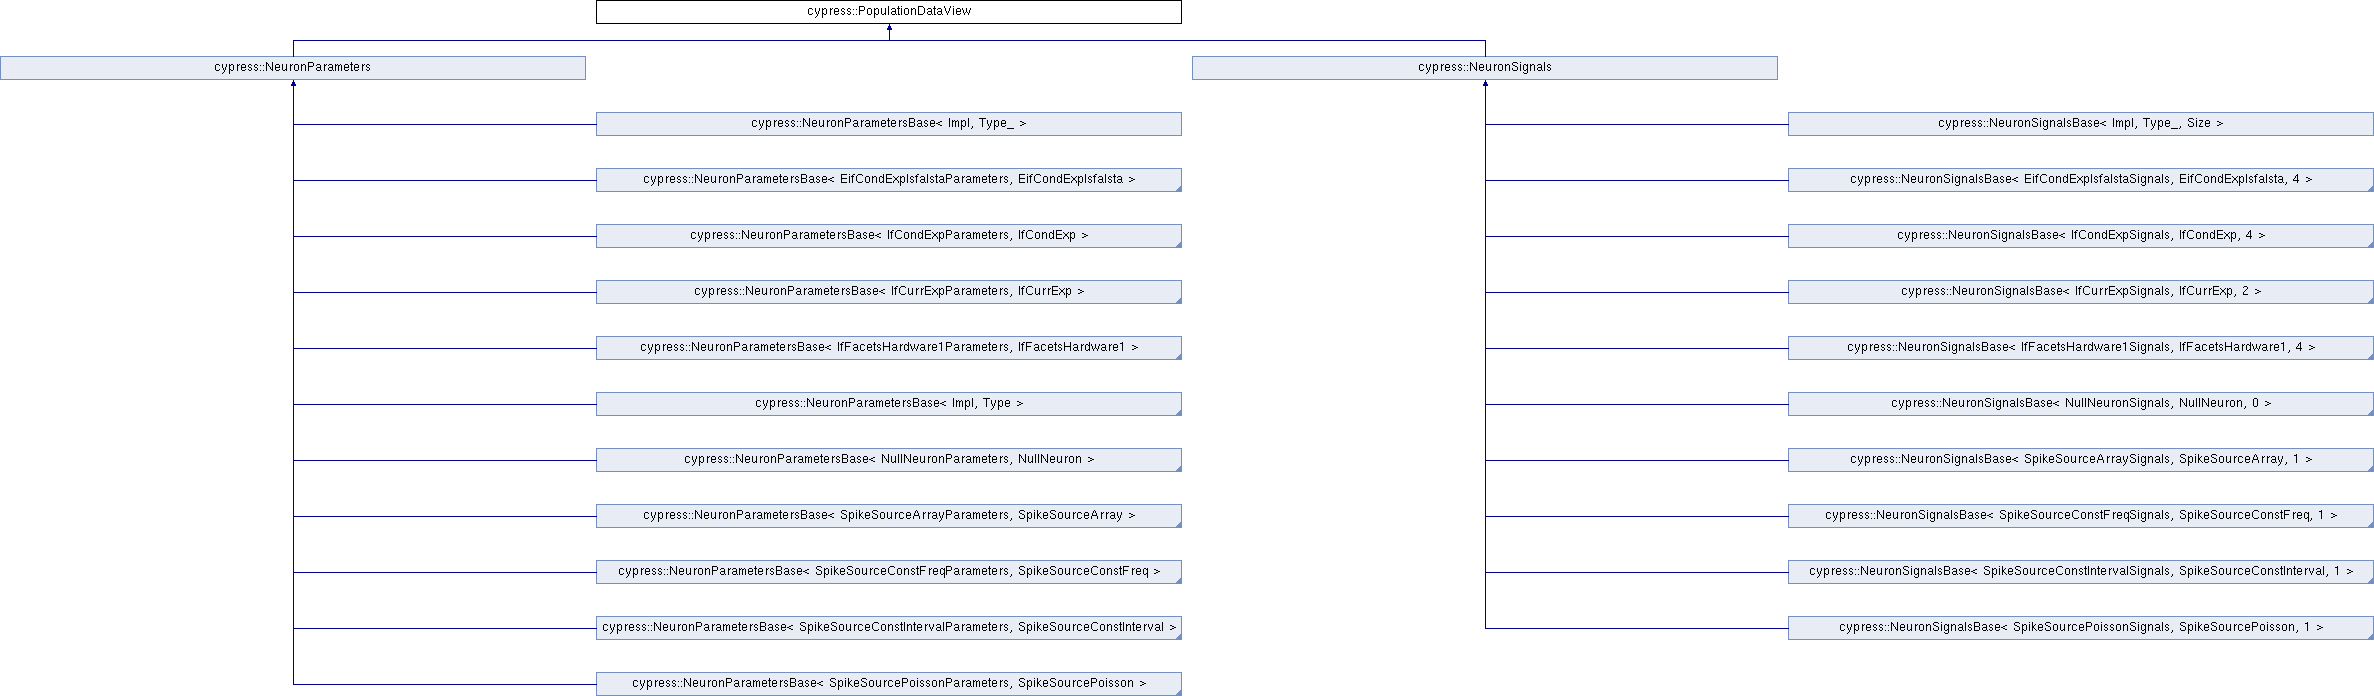 cypress::PopulationDataView
cypress::NeuronParameters
cypress::NeuronSignals
cypress::NeuronParametersBase< Impl, Type_ >
cypress::NeuronSignalsBase< Impl, Type_, Size >
cypress::NeuronParametersBase< EifCondExpIsfaIstaParameters, EifCondExpIsfaIsta >
cypress::NeuronSignalsBase< EifCondExpIsfaIstaSignals, EifCondExpIsfaIsta, 4 >
cypress::NeuronParametersBase< IfCondExpParameters, IfCondExp >
cypress::NeuronSignalsBase< IfCondExpSignals, IfCondExp, 4 >
cypress::NeuronParametersBase< IfCurrExpParameters, IfCurrExp >
cypress::NeuronSignalsBase< IfCurrExpSignals, IfCurrExp, 2 >
cypress::NeuronParametersBase< IfFacetsHardware1Parameters, IfFacetsHardware1 >
cypress::NeuronSignalsBase< IfFacetsHardware1Signals, IfFacetsHardware1, 4 >
cypress::NeuronParametersBase< Impl, Type >
cypress::NeuronSignalsBase< NullNeuronSignals, NullNeuron, 0 >
cypress::NeuronParametersBase< NullNeuronParameters, NullNeuron >
cypress::NeuronSignalsBase< SpikeSourceArraySignals, SpikeSourceArray, 1 >
cypress::NeuronParametersBase< SpikeSourceArrayParameters, SpikeSourceArray >
cypress::NeuronSignalsBase< SpikeSourceConstFreqSignals, SpikeSourceConstFreq, 1 >
cypress::NeuronParametersBase< SpikeSourceConstFreqParameters, SpikeSourceConstFreq >
cypress::NeuronSignalsBase< SpikeSourceConstIntervalSignals, SpikeSourceConstInterval, 1 >
cypress::NeuronParametersBase< SpikeSourceConstIntervalParameters, SpikeSourceConstInterval >
cypress::NeuronSignalsBase< SpikeSourcePoissonSignals, SpikeSourcePoisson, 1 >
cypress::NeuronParametersBase< SpikeSourcePoissonParameters, SpikeSourcePoisson >